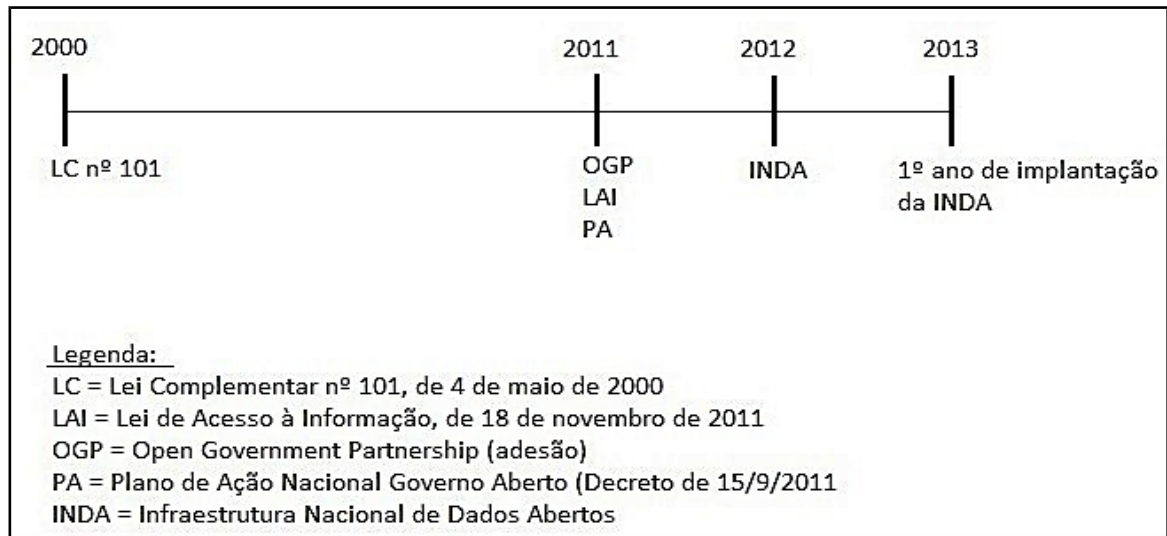 2000 2011 2012 2013
LC nº 101 OGP INDA 1º ano de implantação
LAI da INDA
PA
Legenda:
LC = Lei Complementar nº 101, de 4 de maio de 2000
LAI = Lei de Acesso à Informação, de 18 de novembro de 2011
OGP = Open Government Partnership (adesão)
PA = Plano de Ação Nacional Governo Aberto (Decreto de 15/9/2011
INDA = Infraestrutura Nacional de Dados Abertos